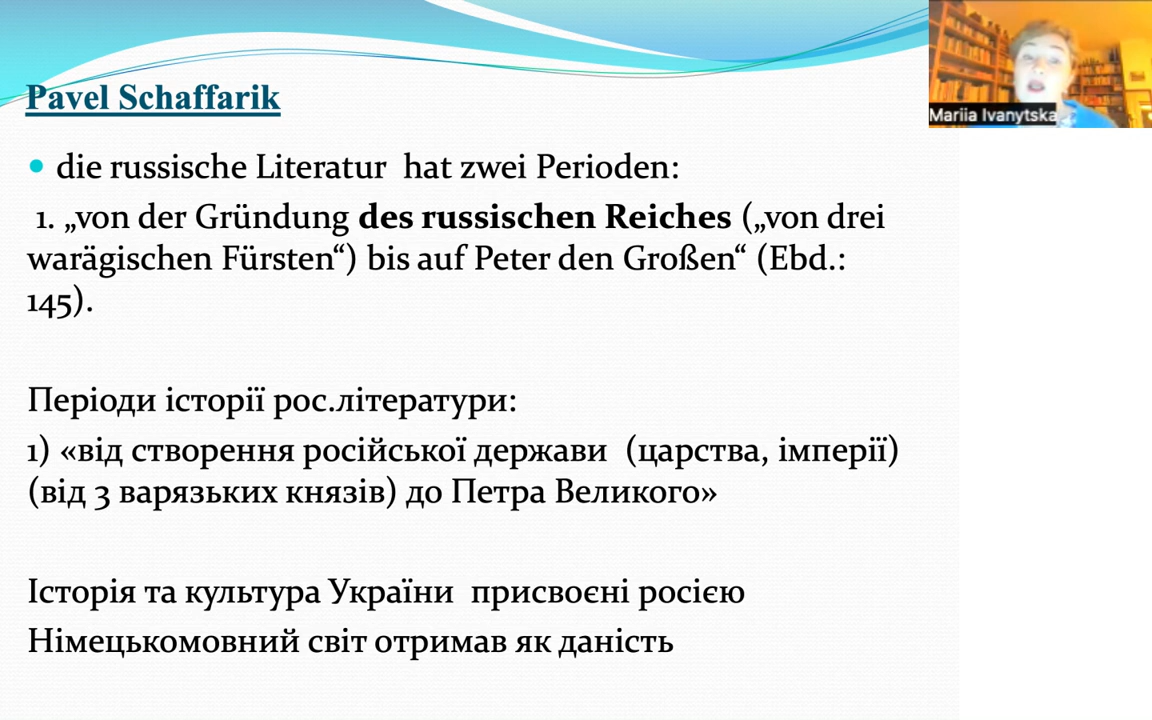 Pavel Schaffarik
Mariia Ivanytska
• die russische Literatur hat zwei Perioden:
1. „von der Gründung des russischen Reiches („von drei
warägischen Fürsten“) bis auf Peter den Großen“ (Ebd.:
145).
Періоди історії рос.літератури:
1) «від створення російської держави (царства, імперії)
(від 3 варязьких князів) до Петра Великого»
Історія та культура України присвоєні росією
Німецькомовний світ отримав як даність